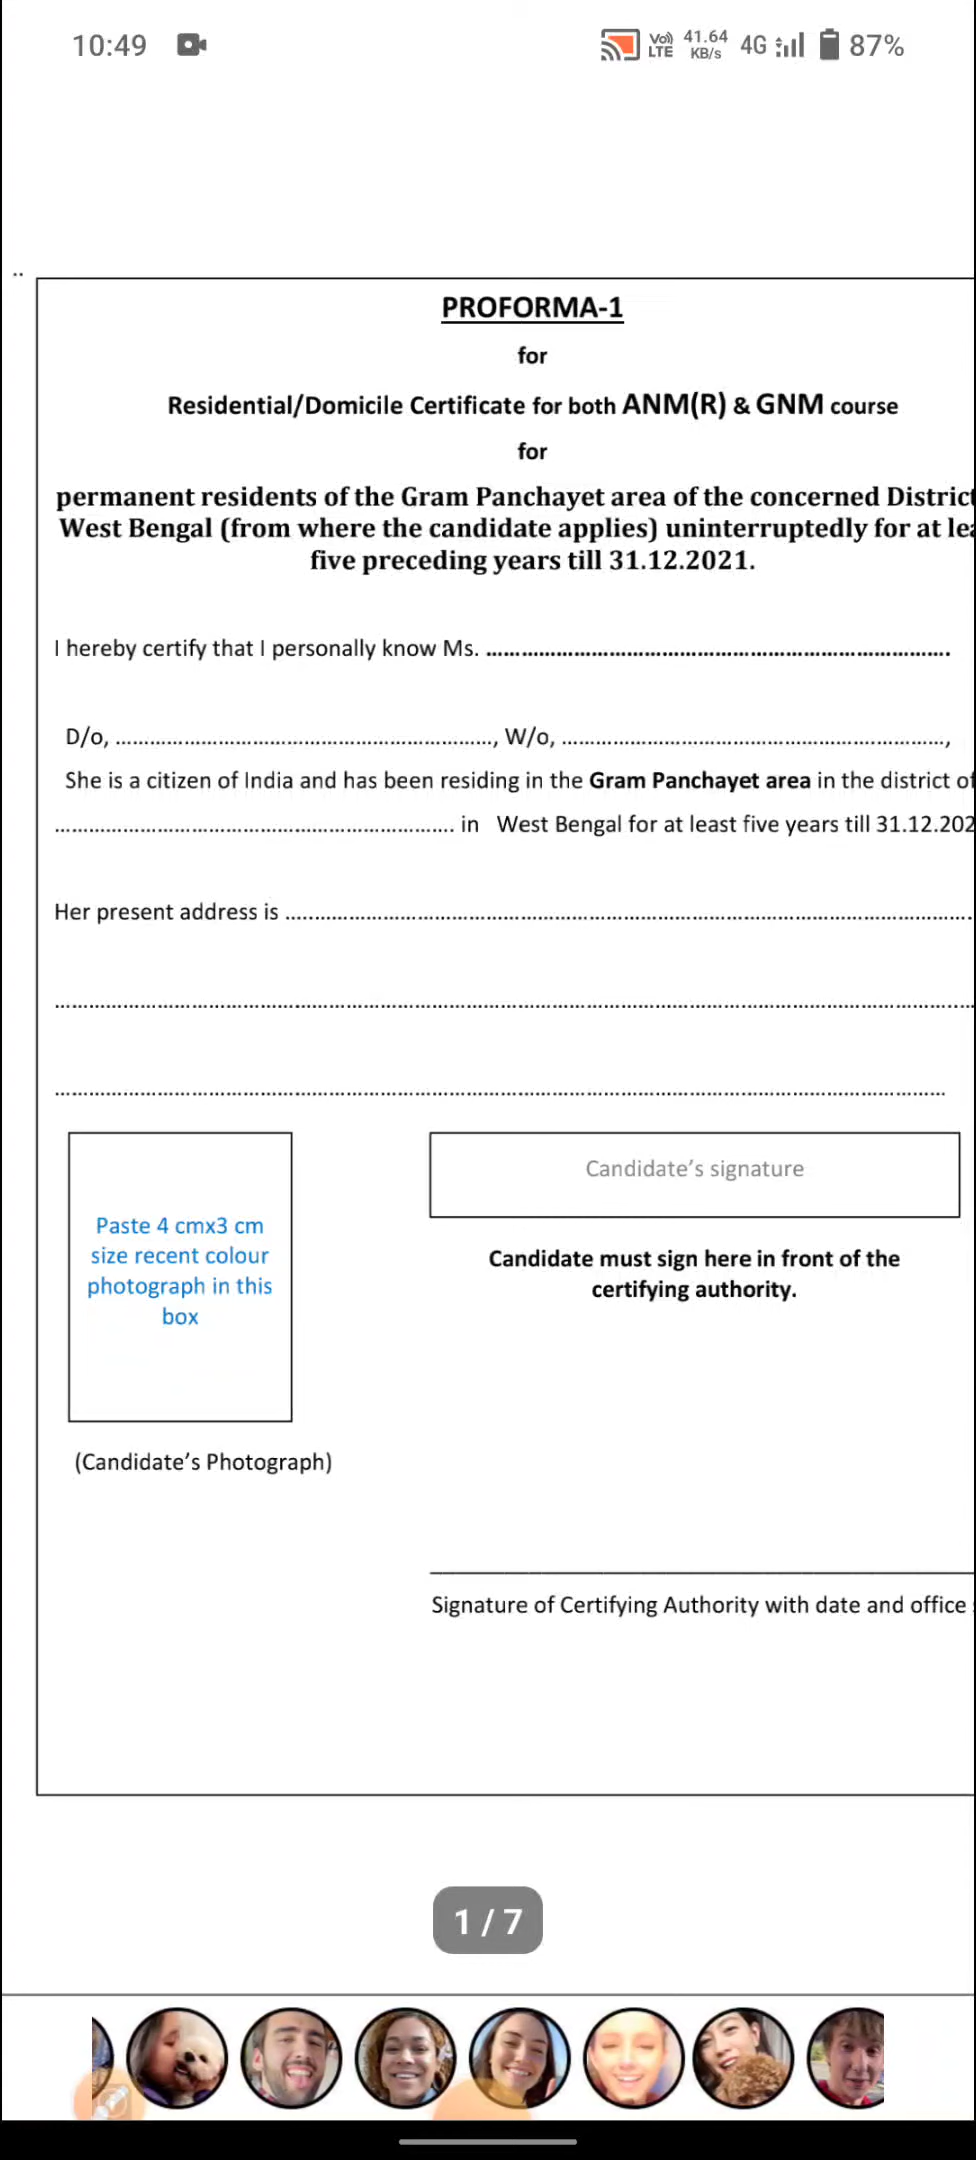 10:49 Vo)) LTE 41.64 KB/s 4G 87%
..
PROFORMA-1
for
Residential/Domicile Certificate for both ANM(R) & GNM course
for
permanent residents of the Gram Panchayet area of the concerned District
West Bengal (from where the candidate applies) uninterruptedly for at lea
five preceding years till 31.12.2021.
I hereby certify that I personally know Ms. ................................................................................
D/o, .................................................................., W/o, ..................................................................,
She is a citizen of India and has been residing in the Gram Panchayet area in the district of
...................................................................... in West Bengal for at least five years till 31.12.202
Her present address is ........................................................................................................................
................................................................................................................................................................
............................................................................................................................................................
Candidate's signature
Paste 4 cmx3 cm
size recent colour
photograph in this
box
Candidate must sign here in front of the
certifying authority.
(Candidate's Photograph)
Signature of Certifying Authority with date and office
1 / 7